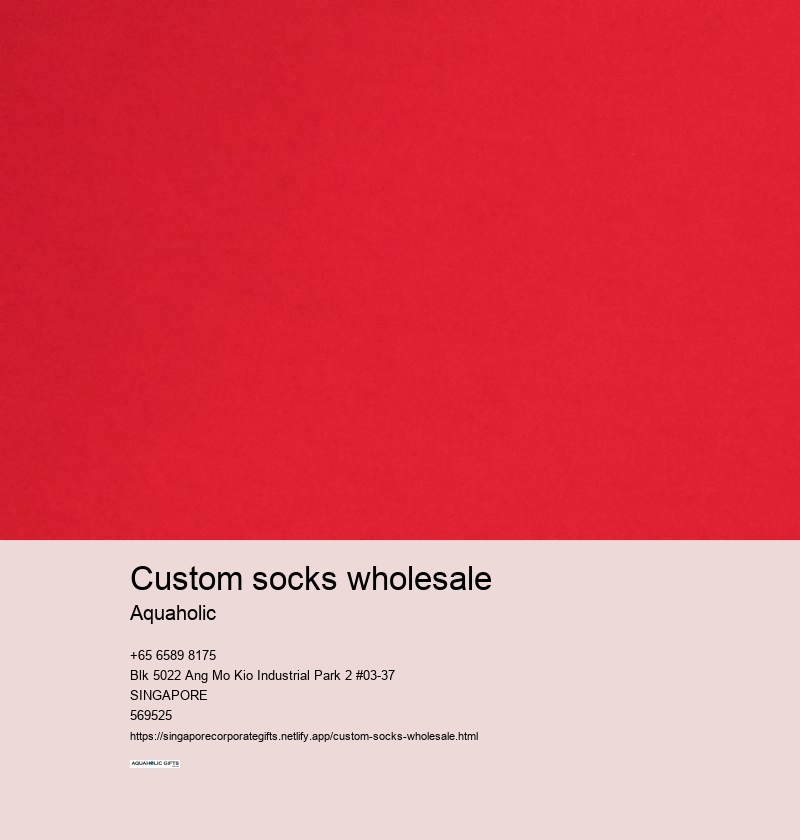 Custom socks wholesale
Aquaholic
+65 6589 8175
Blk 5022 Ang Mo Kio Industrial Park 2 #03-37
SINGAPORE
569525
https://singaporecorporategifts.netlify.app/custom-socks-wholesale.html
AQUAHOLIC GIFTS